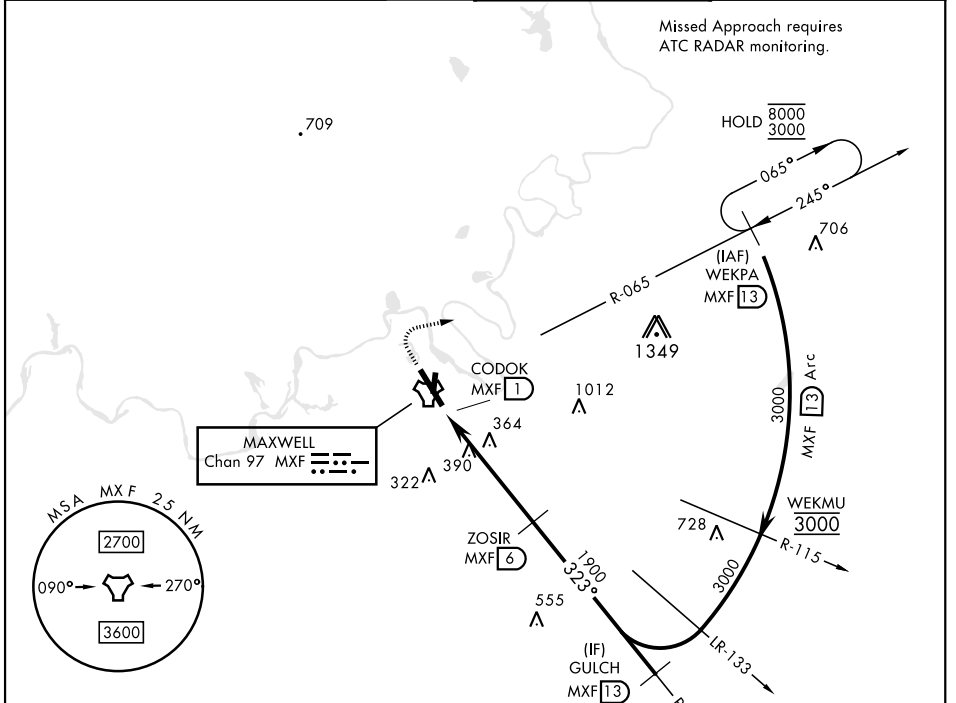 Missed Approach requires
ATC RADAR monitoring.
HOLD 8000
3000
709
065°
245°
706
(IAF)
WEKPA
MXF 13
R-065
1349
CODOK
MXF 1
1012
364
390
322
MAXWELL
Chan 97 MXF
3000
MXF 13 Arc
WEKMU
3000
728
R-115
ZOSIR
MXF 6
1900
323°
3000
555
LR-133
(IF)
GULCH
MXF 13
MSA MXF 25 NM
2700
090°
270°
3600